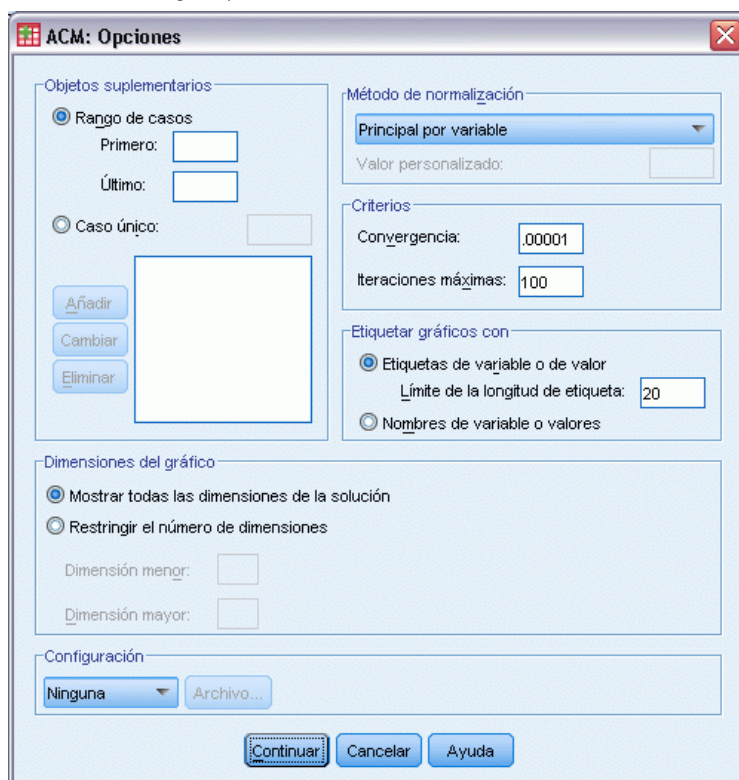 ACM: Opciones
Objetos suplementarios
Rango de casos
Primero:
Último:
Caso único:
Añadir
Cambiar
Eliminar
Método de normalización
Principal por variable
Valor personalizado:
Criterios
Convergencia: .00001
Iteraciones máximas: 100
Etiquetar gráficos con
Etiquetas de variable o de valor
Límite de la longitud de etiqueta: 20
Nombres de variable o valores
Dimensiones del gráfico
Mostrar todas las dimensiones de la solución
Restringir el número de dimensiones
Dimensión menor:
Dimensión mayor:
Configuración
Ninguna Archivo...
Continuar Cancelar Ayuda